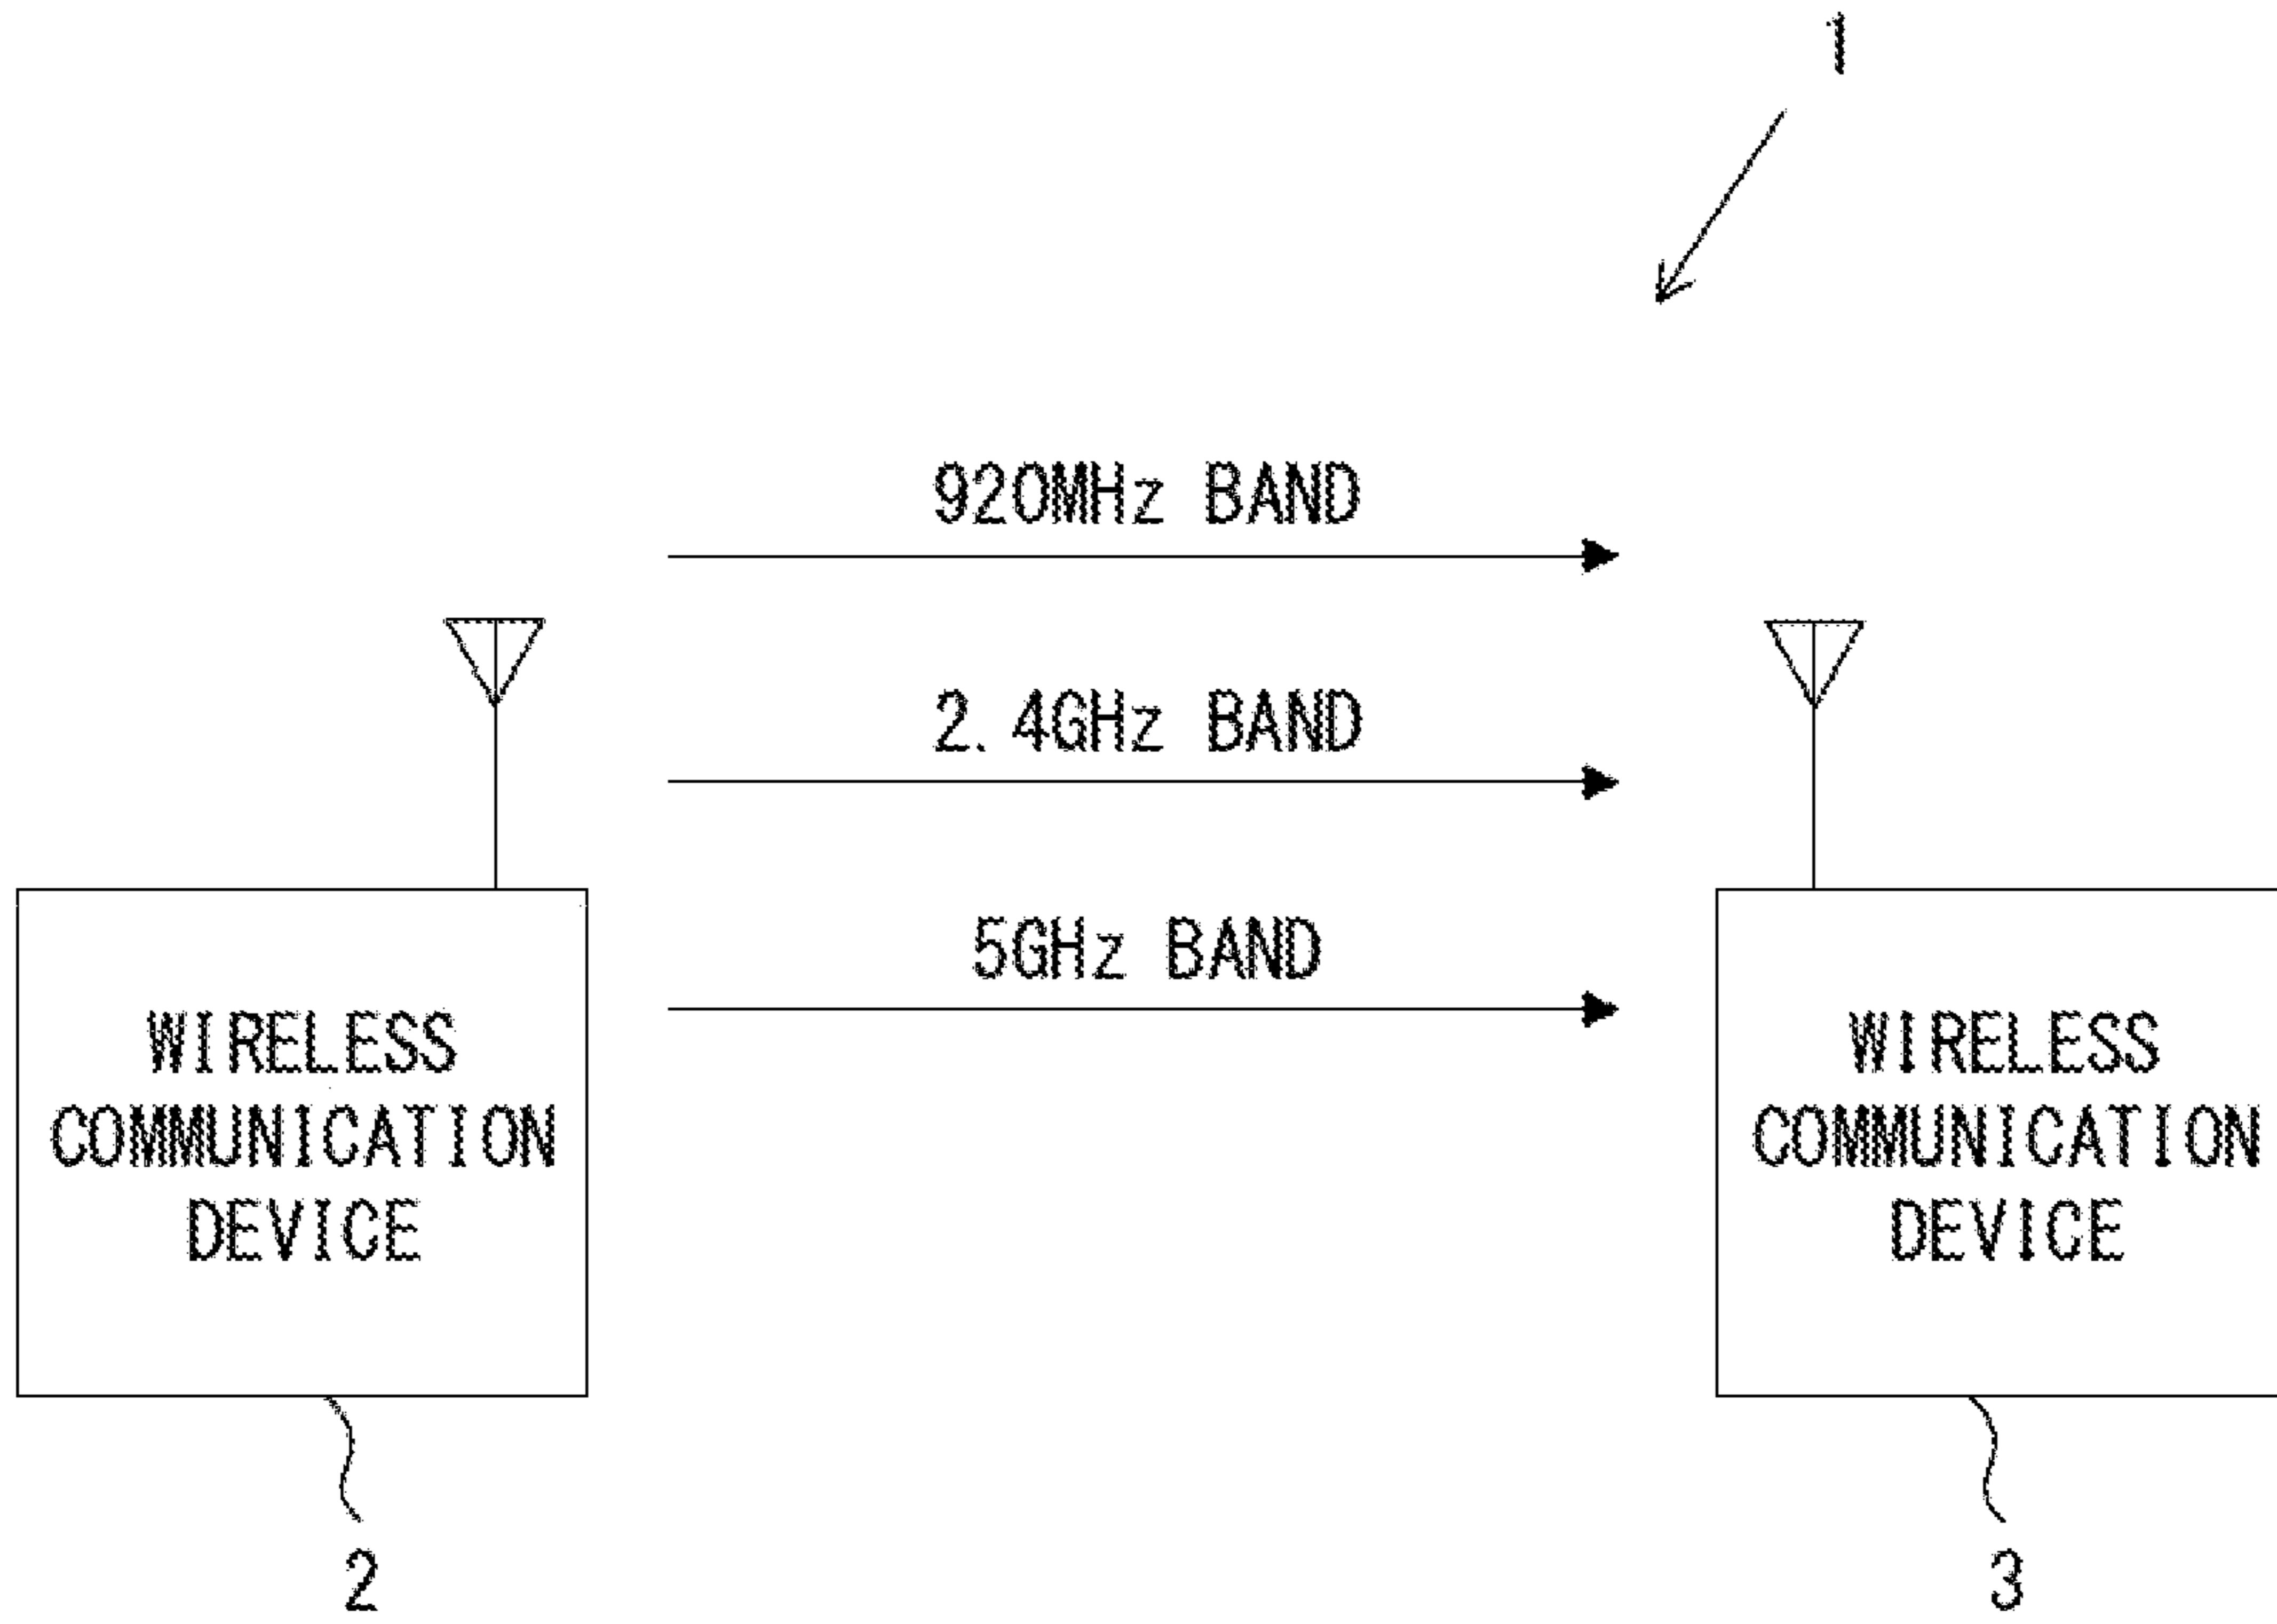 1
920MHz BAND
2.4GHz BAND
5GHz BAND
WIRELESS
COMMUNICATION
DEVICE
WIRELESS
COMMUNICATION
DEVICE
2
3